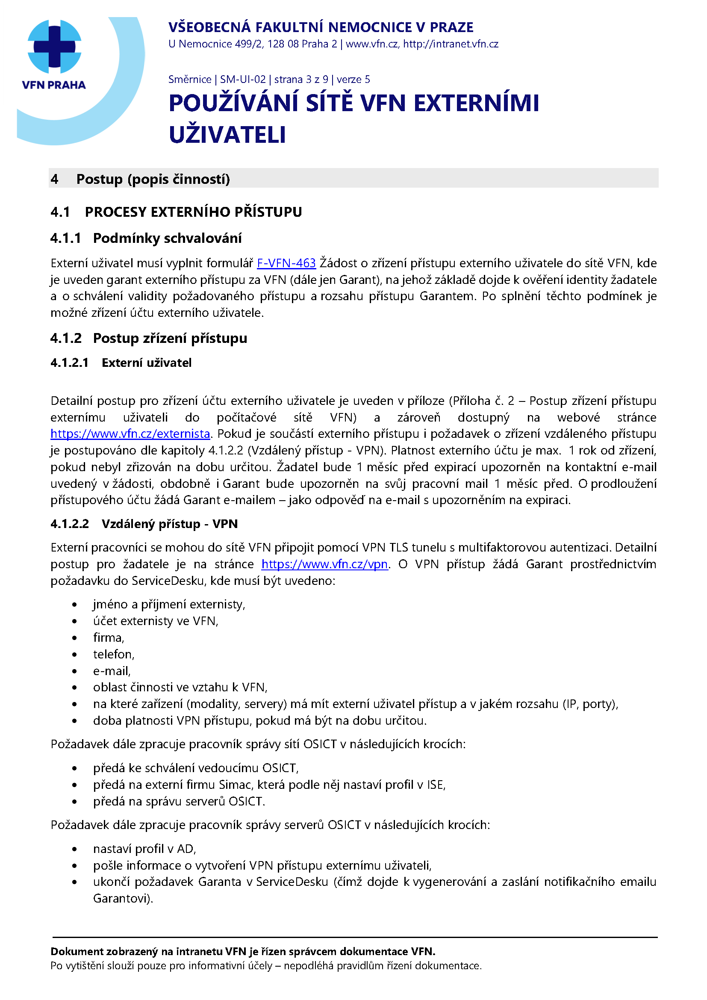 VFN PRAHA
VŠEOBECNÁ FAKULTNÍ NEMOCNICE V PRAZE
U Nemocnice 499/2, 128 08 Praha 2 | www.vfn.cz, http://intranet.vfn.cz
Směrnice | SM-UI-02 | strana 3 z 9 | verze 5
POUŽÍVÁNÍ SÍTĚ VFN EXTERNÍMI
UŽIVATELI
4 Postup (popis činností)
4.1 PROCESY EXTERNÍHO PŘÍSTUPU
4.1.1 Podmínky schvalování
Externí uživatel musí vyplnit formulář F-VFN-463 Žádost o zřízení přístupu externího uživatele do sítě VFN, kde
je uveden garant externího přístupu za VFN (dále jen Garant), na jehož základě dojde k ověření identity žadatele
a o schválení validity požadovaného přístupu a rozsahu přístupu Garantem. Po splnění těchto podmínek je
možné zřízení účtu externího uživatele.
4.1.2 Postup zřízení přístupu
4.1.2.1 Externí uživatel
Detailní postup pro zřízení účtu externího uživatele je uveden v příloze (Příloha č. 2 – Postup zřízení přístupu
externímu uživateli do počítačové sítě VFN) a zároveň dostupný na webové stránce
https://www.vfn.cz/externista. Pokud je součástí externího přístupu i požadavek o zřízení vzdáleného přístupu
je postupováno dle kapitoly 4.1.2.2 (Vzdálený přístup - VPN). Platnost externího účtu je max. 1 rok od zřízení,
pokud nebyl zřizován na dobu určitou. Žadatel bude 1 měsíc před expirací upozorněn na kontaktní e-mail
uvedený v žádosti, obdobně i Garant bude upozorněn na svůj pracovní mail 1 měsíc před. O prodloužení
přístupového účtu žádá Garant e-mailem – jako odpověď na e-mail s upozorněním na expiraci.
4.1.2.2 Vzdálený přístup - VPN
Externí pracovníci se mohou do sítě VFN připojit pomocí VPN TLS tunelu s multifaktorovou autentizaci. Detailní
postup pro žadatele je na stránce https://www.vfn.cz/vpn. O VPN přístup žádá Garant prostřednictvím
požadavku do ServiceDesku, kde musí být uvedeno:
• jméno a příjmení externisty,
• účet externisty ve VFN,
• firma,
• telefon,
• e-mail,
• oblast činnosti ve vztahu k VFN,
• na které zařízení (modality, servery) má mít externí uživatel přístup a v jakém rozsahu (IP, porty),
• doba platnosti VPN přístupu, pokud má být na dobu určitou.
Požadavek dále zpracuje pracovník správy sítí OSICT v následujících krocích:
• předá ke schválení vedoucímu OSICT,
• předá na externí firmu Simac, která podle něj nastaví profil v ISE,
• předá na správu serverů OSICT.
Požadavek dále zpracuje pracovník správy serverů OSICT v následujících krocích:
• nastaví profil v AD,
• pošle informace o vytvoření VPN přístupu externímu uživateli,
• ukončí požadavek Garanta v ServiceDesku (čímž dojde k vygenerování a zaslání notifikačního emailu
Garantovi).
Dokument zobrazený na intranetu VFN je řízen správcem dokumentace VFN.
Po vytištění slouží pouze pro informativní účely – nepodléhá pravidlům řízení dokumentace.